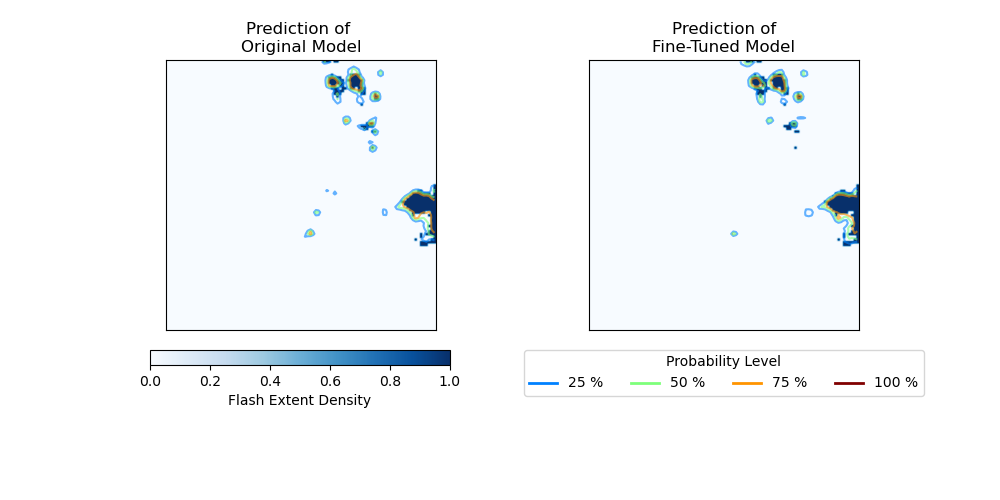 Prediction of
Original Model
Prediction of
Fine-Tuned Model
0.0 0.2 0.4 0.6 0.8 1.0
Flash Extent Density
Probability Level
25 % 50 % 75 % 100 %